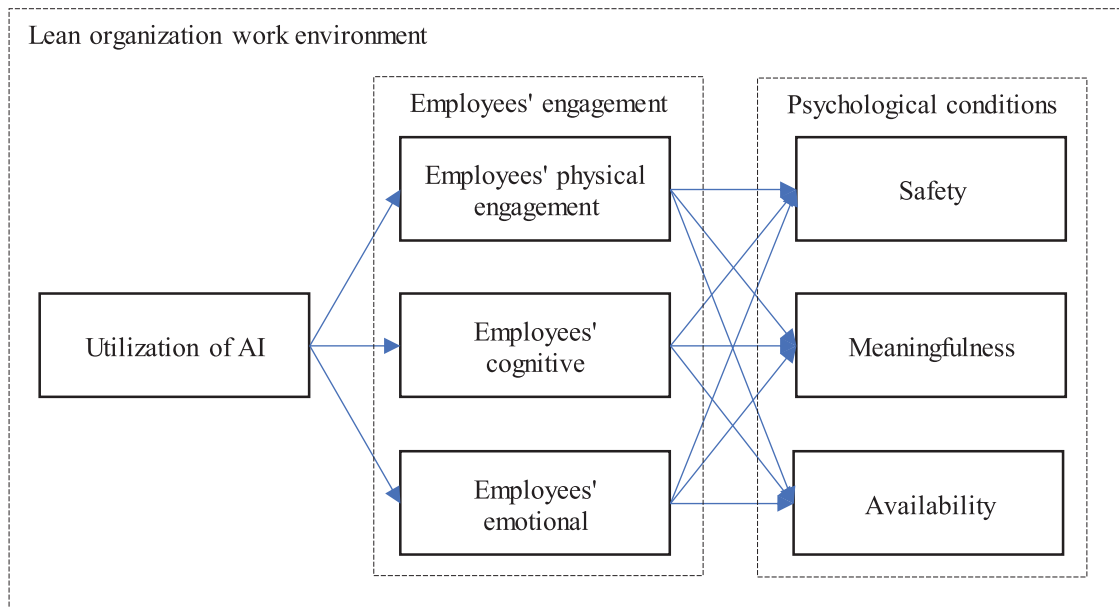 Lean organization work environment
Employees' engagement
Psychological conditions
Employees' physical
engagement
Safety
Utilization of AI
Employees'
cognitive
Meaningfulness
Employees'
emotional
Availability